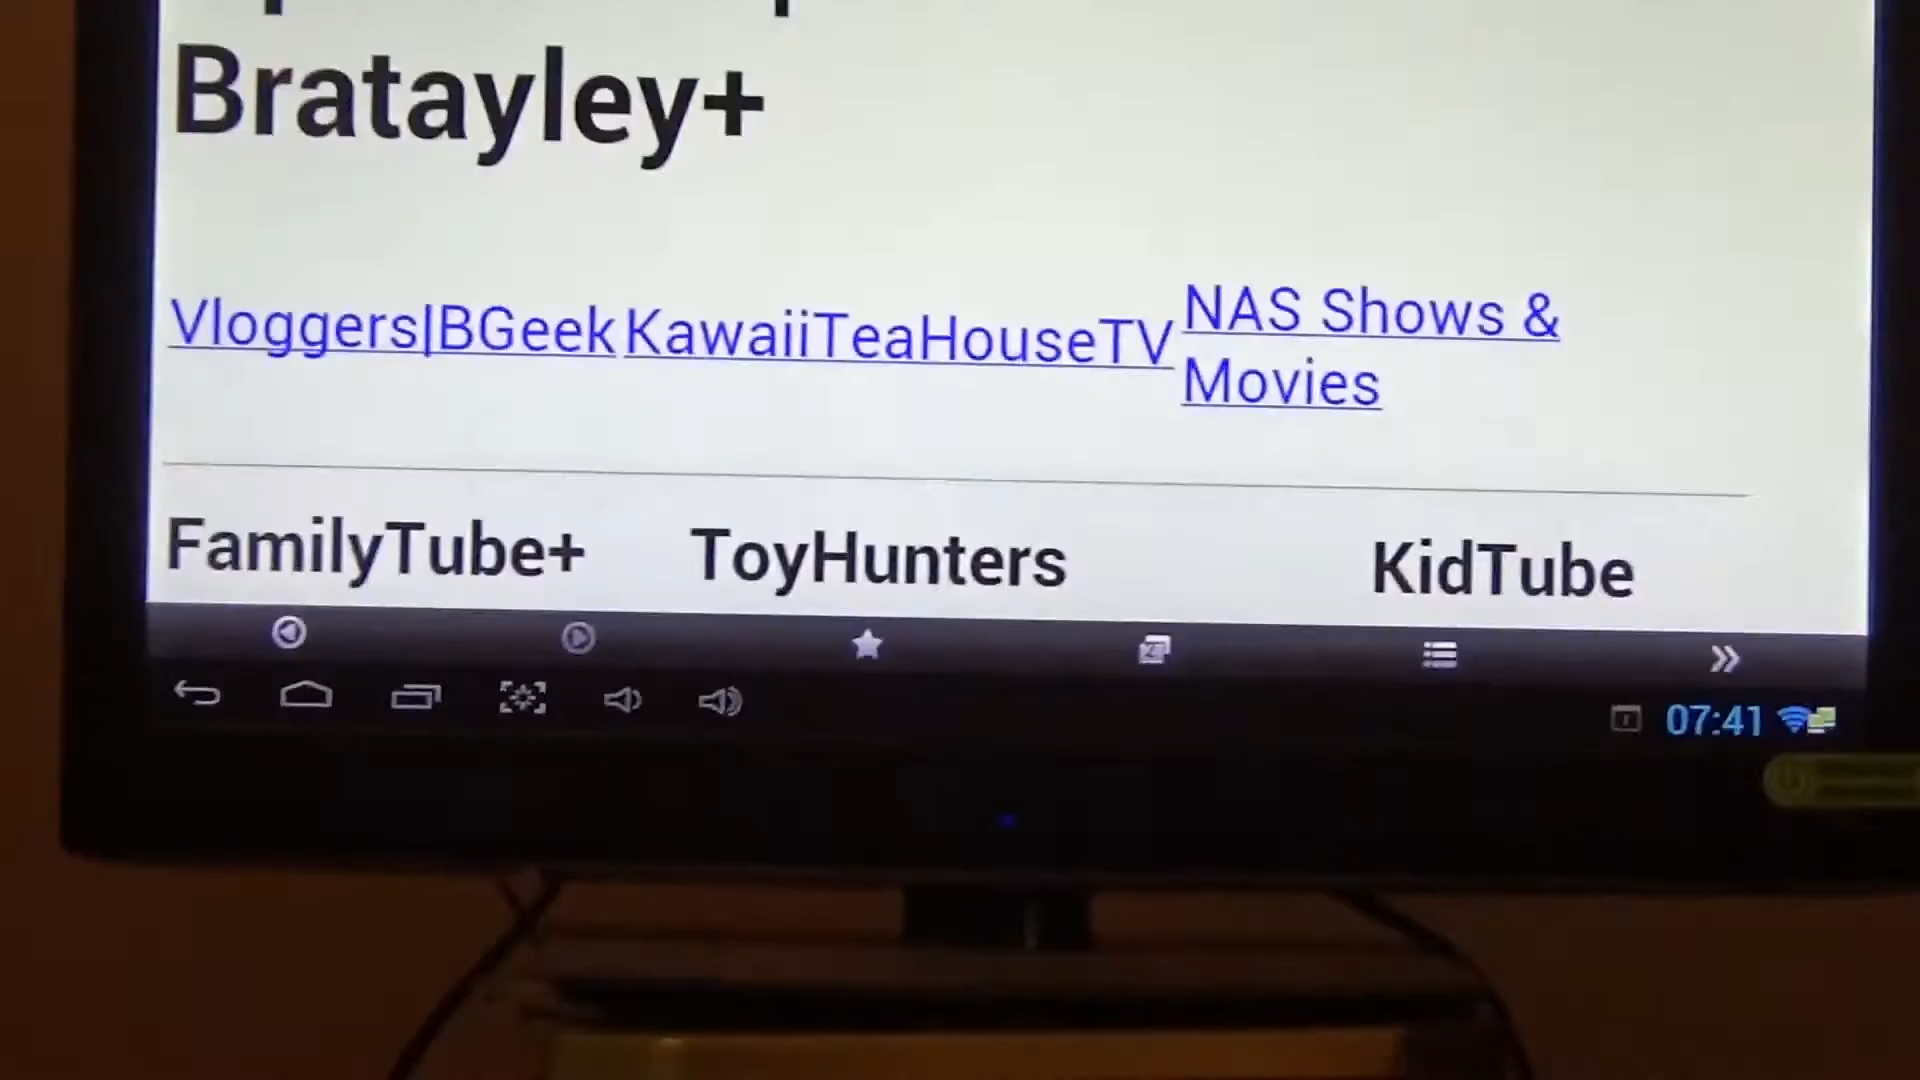 Bratayley+
Vloggers|BGeek KawaiiTeaHouseTV NAS Shows &
Movies
FamilyTube+ ToyHunters KidTube
07:41